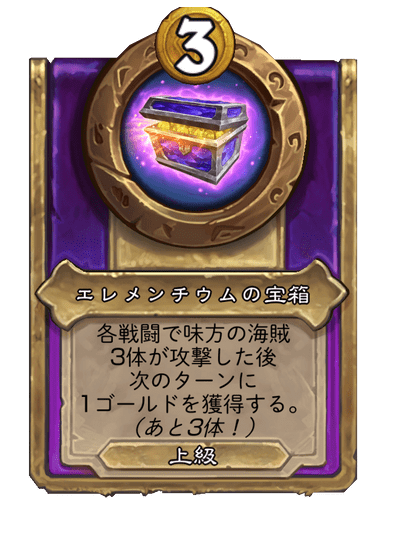 3
エレメンチウムの宝箱
各戦闘で味方の海賊
3体が攻撃した後
次のターンに
1ゴールドを獲得する。
(あと3体！)
上級